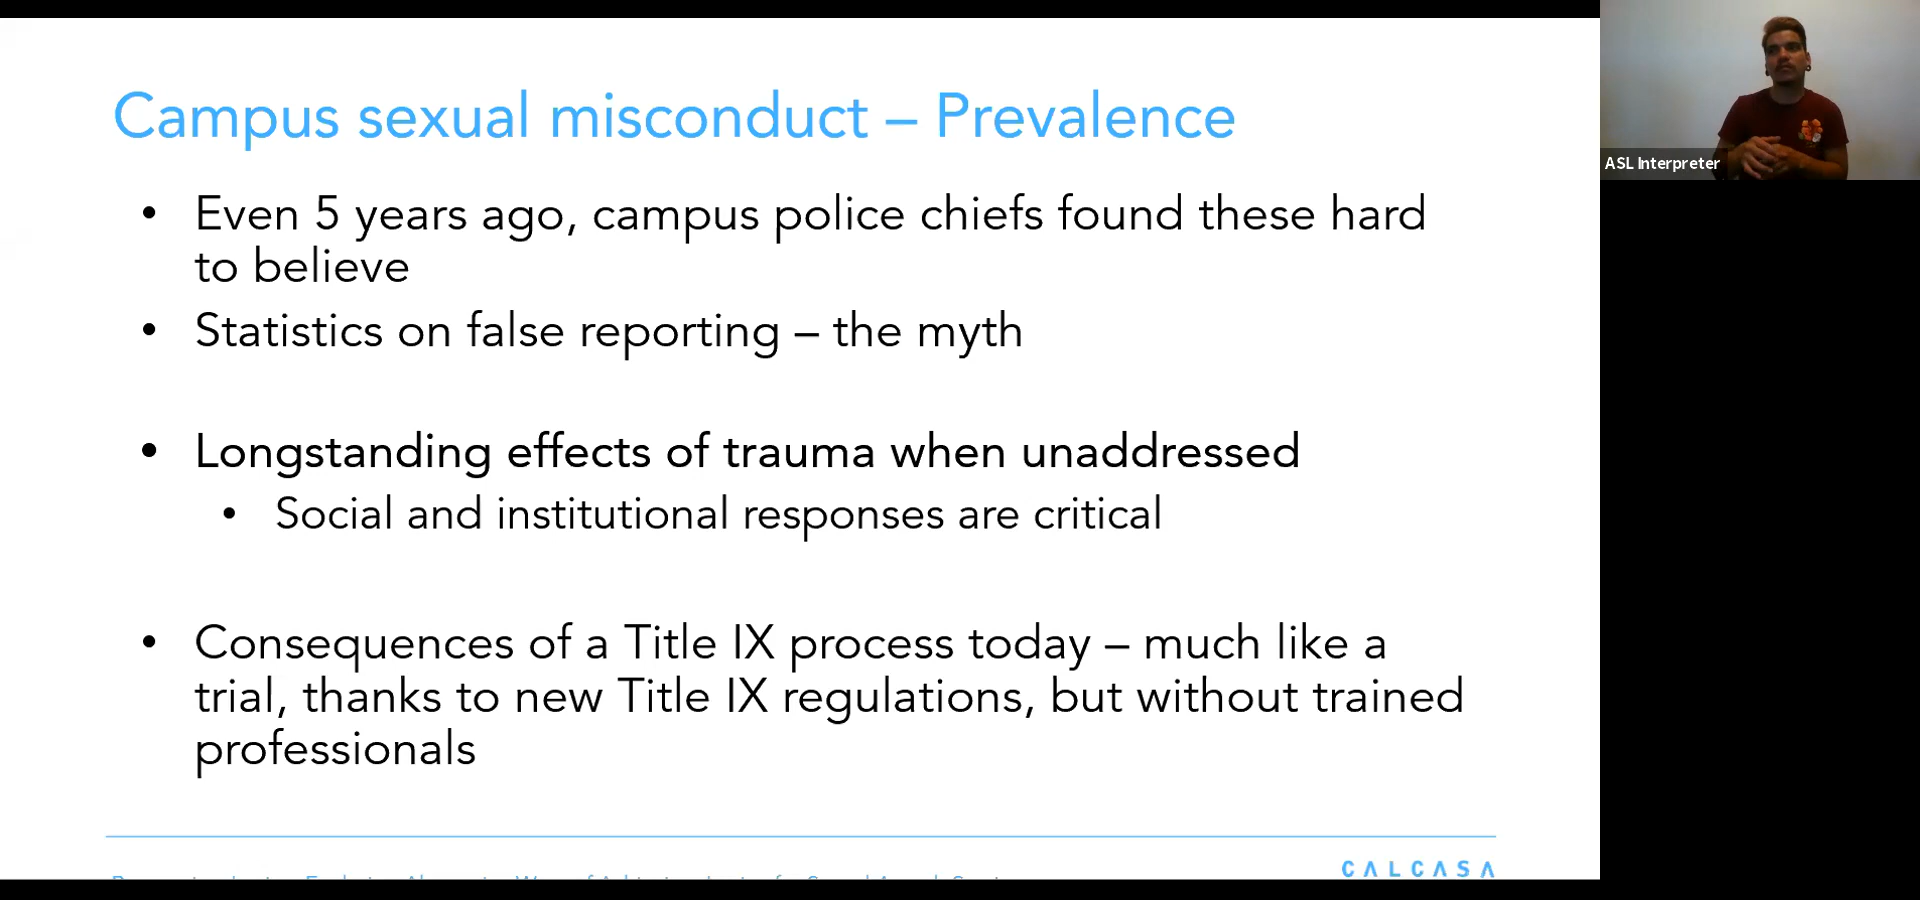 Campus sexual misconduct – Prevalence
• Even 5 years ago, campus police chiefs found these hard
to believe
• Statistics on false reporting – the myth
• Longstanding effects of trauma when unaddressed
• Social and institutional responses are critical
• Consequences of a Title IX process today – much like a
trial, thanks to new Title IX regulations, but without trained
professionals
CALCASA
ASL Interpreter